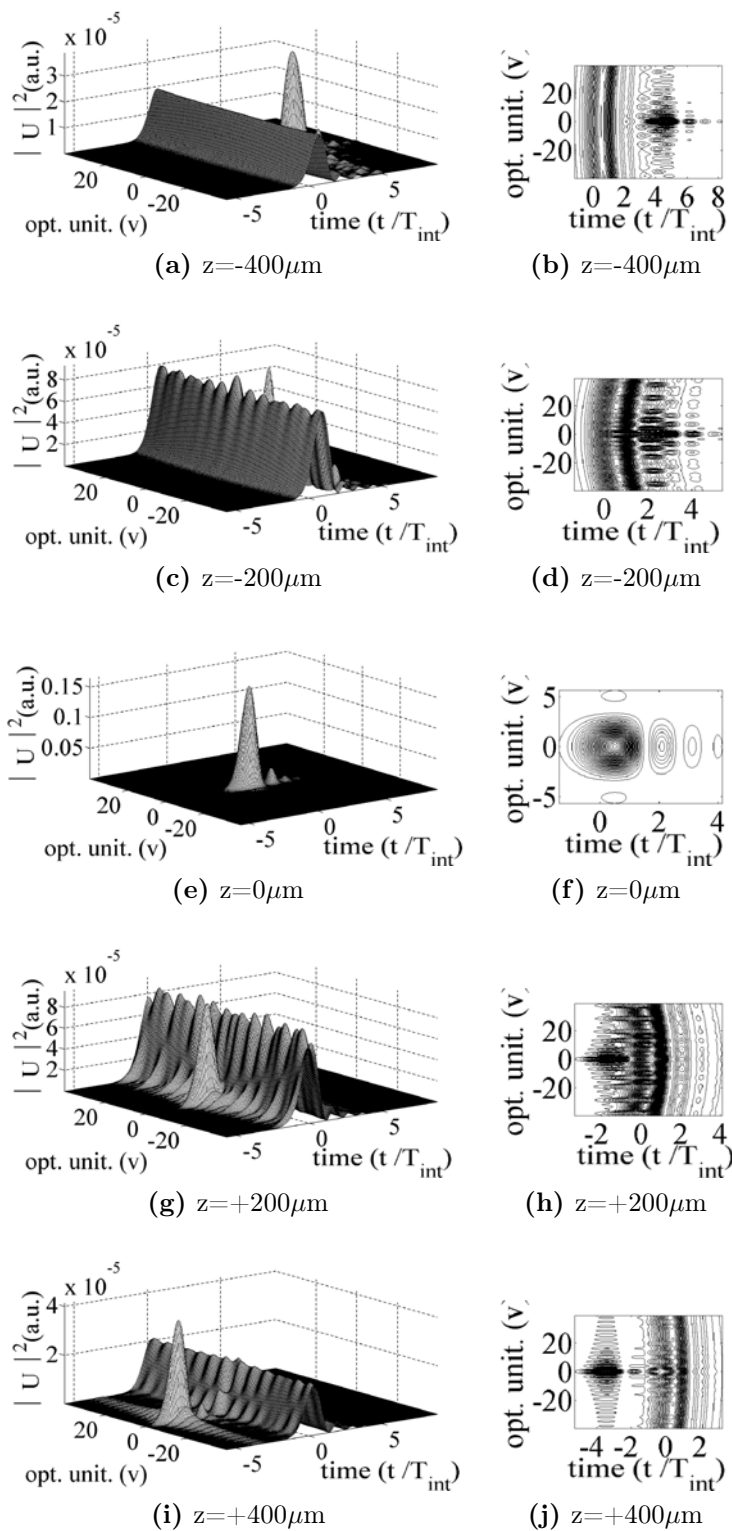 x 10^-5
| U |^2(a.u.)
3
2
1
20
0
-20
opt. unit. (v)
-5
0
5
time (t /T_int)
(a) z=-400μm
opt. unit. (v)
20
0
-20
0 2 4 6 8
time (t/T_int)
(b) z=-400μm
x 10^-5
| U |^2(a.u.)
8
6
4
2
20
0
-20
opt. unit. (v)
-5
0
5
time (t /T_int)
(c) z=-200μm
opt. unit. (v)
20
0
-20
0 2 4
time (t /T_int)
(d) z=-200μm
| U |^2(a.u.)
0.15
0.1
0.05
20
0
-20
opt. unit. (v)
-5
0
5
time (t /T_int)
(e) z=0μm
opt. unit. (v)
5
0
-5
0 2 4
time (t /T_int)
(f) z=0μm
x 10^-5
| U |^2(a.u.)
8
6
4
2
20
0
-20
opt. unit. (v)
-5
0
5
time (t /T_int)
(g) z=+200μm
opt. unit. (v)
20
0
-20
-2 0 2 4
time (t /T_int)
(h) z=+200μm
x 10^-5
| U |^2(a.u.)
4
2
20
0
-20
opt. unit. (v)
-5
0
5
time (t /T_int)
(i) z=+400μm
opt. unit. (v)
20
0
-20
-4 -2 0 2
time (t /T_int)
(j) z=+400μm